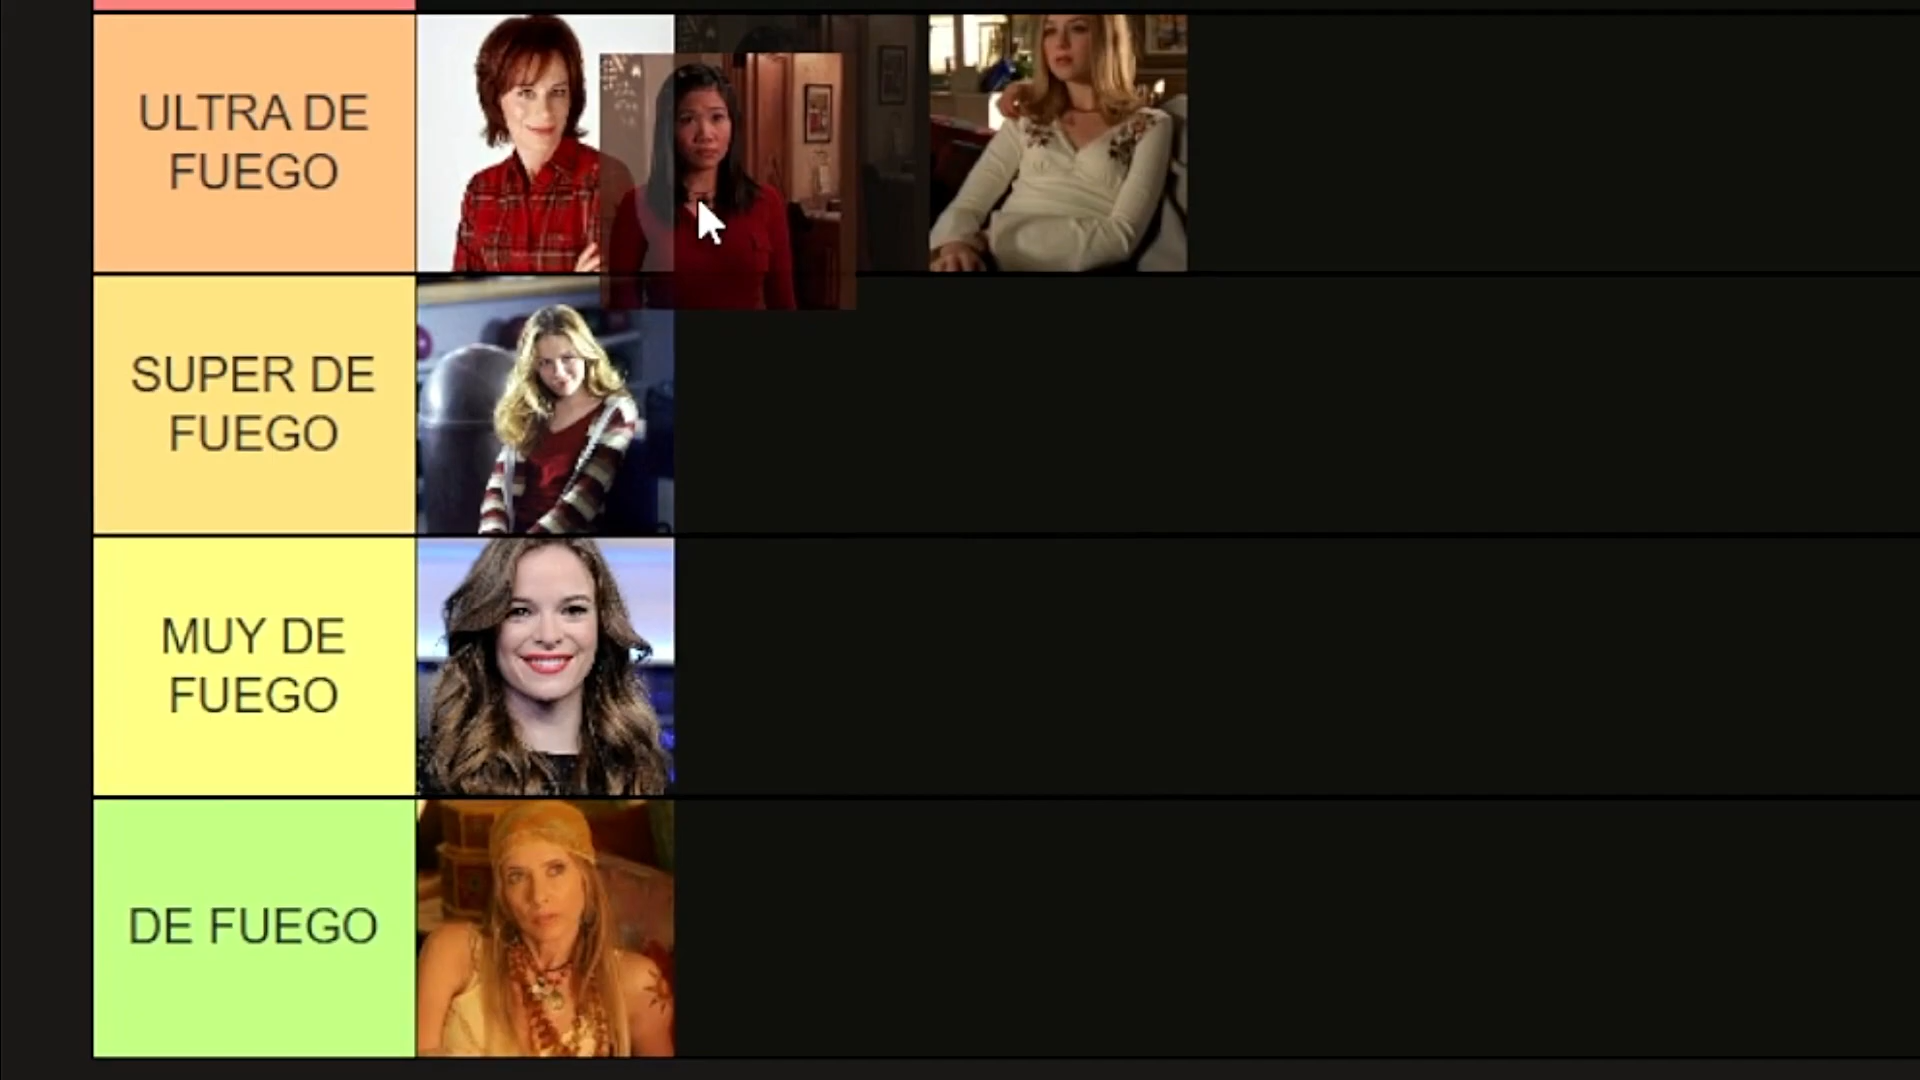 ULTRA DE
FUEGO
SUPER DE
FUEGO
MUY DE
FUEGO
DE FUEGO